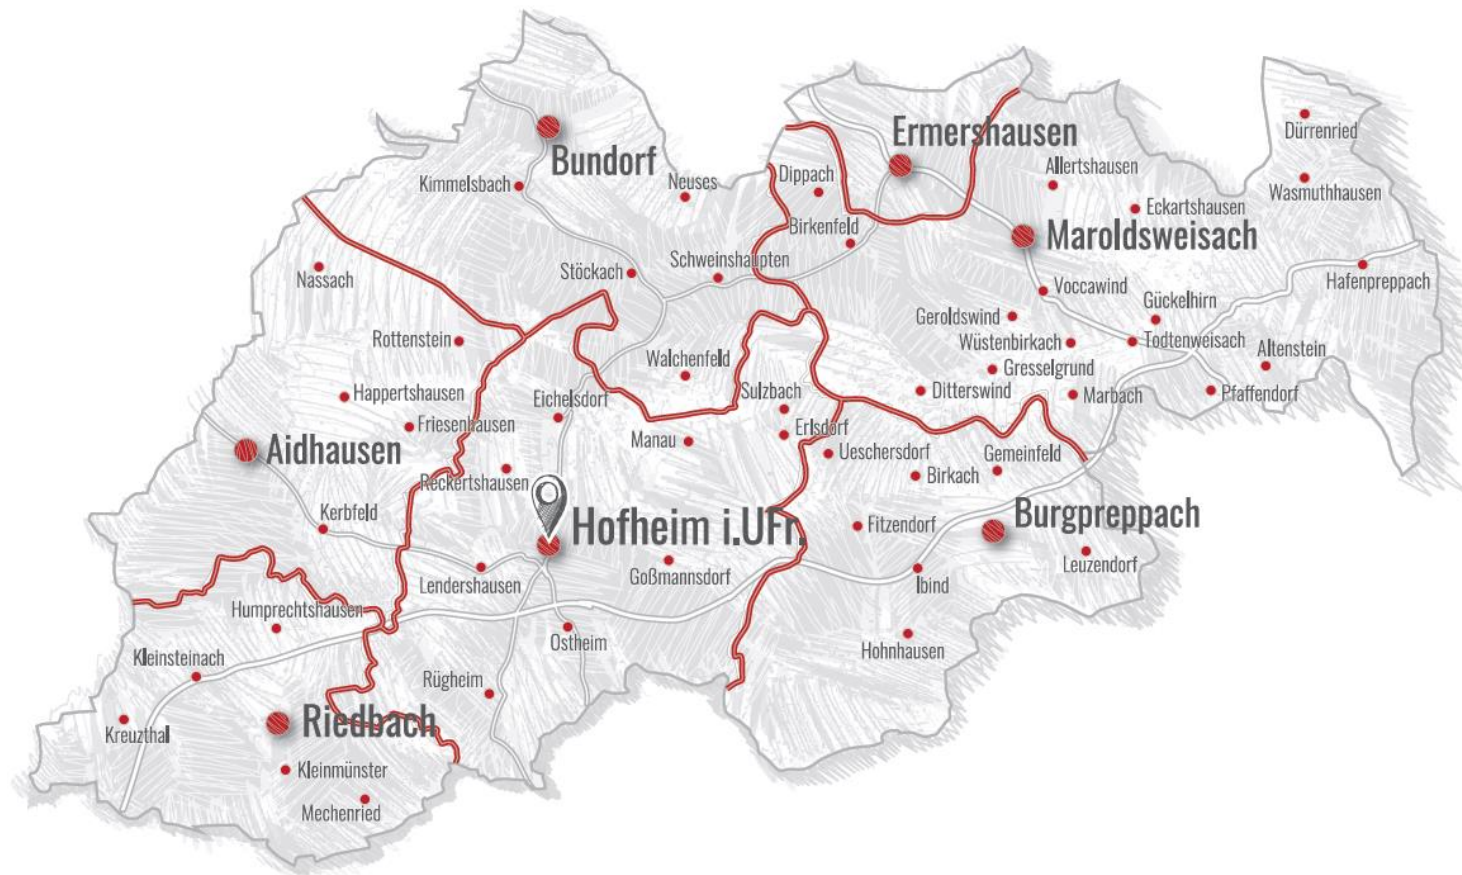 Dürrenried
Ermershausen
Bundorf
Allertshausen
Dippach
Neuses
Kimmelsbach
Wasmuthhausen
Eckartshausen
Birkenfeld
Maroldsweisach
Schweinshaupten
Stöckach
Nassach
Hafenpreppach
Voccawind
Gückelhirn
Geroldswind
Rottenstein
Wüstenbirkach
Todtenweisach
Altenstein
Walchenfeld
Gresselgrund
Happertshausen
Sulzbach
Ditterswind
Marbach
Pfaffendorf
Eichelsdorf
Friesenhausen
Erlsdorf
Manau
Aidhausen
Ueschersdorf
Gemeinfeld
Reckertshausen
Birkach
Kerbfeld
Hofheim i.UFr.
Fitzendorf
Burgpreppach
Leuzendorf
Goßmannsdorf
Lendershausen
Ibind
Humprechtshausen
Ostheim
Hohnhausen
Kleinsteinach
Rügheim
Riedbach
Kreuzthal
Kleinmünster
Mechenried